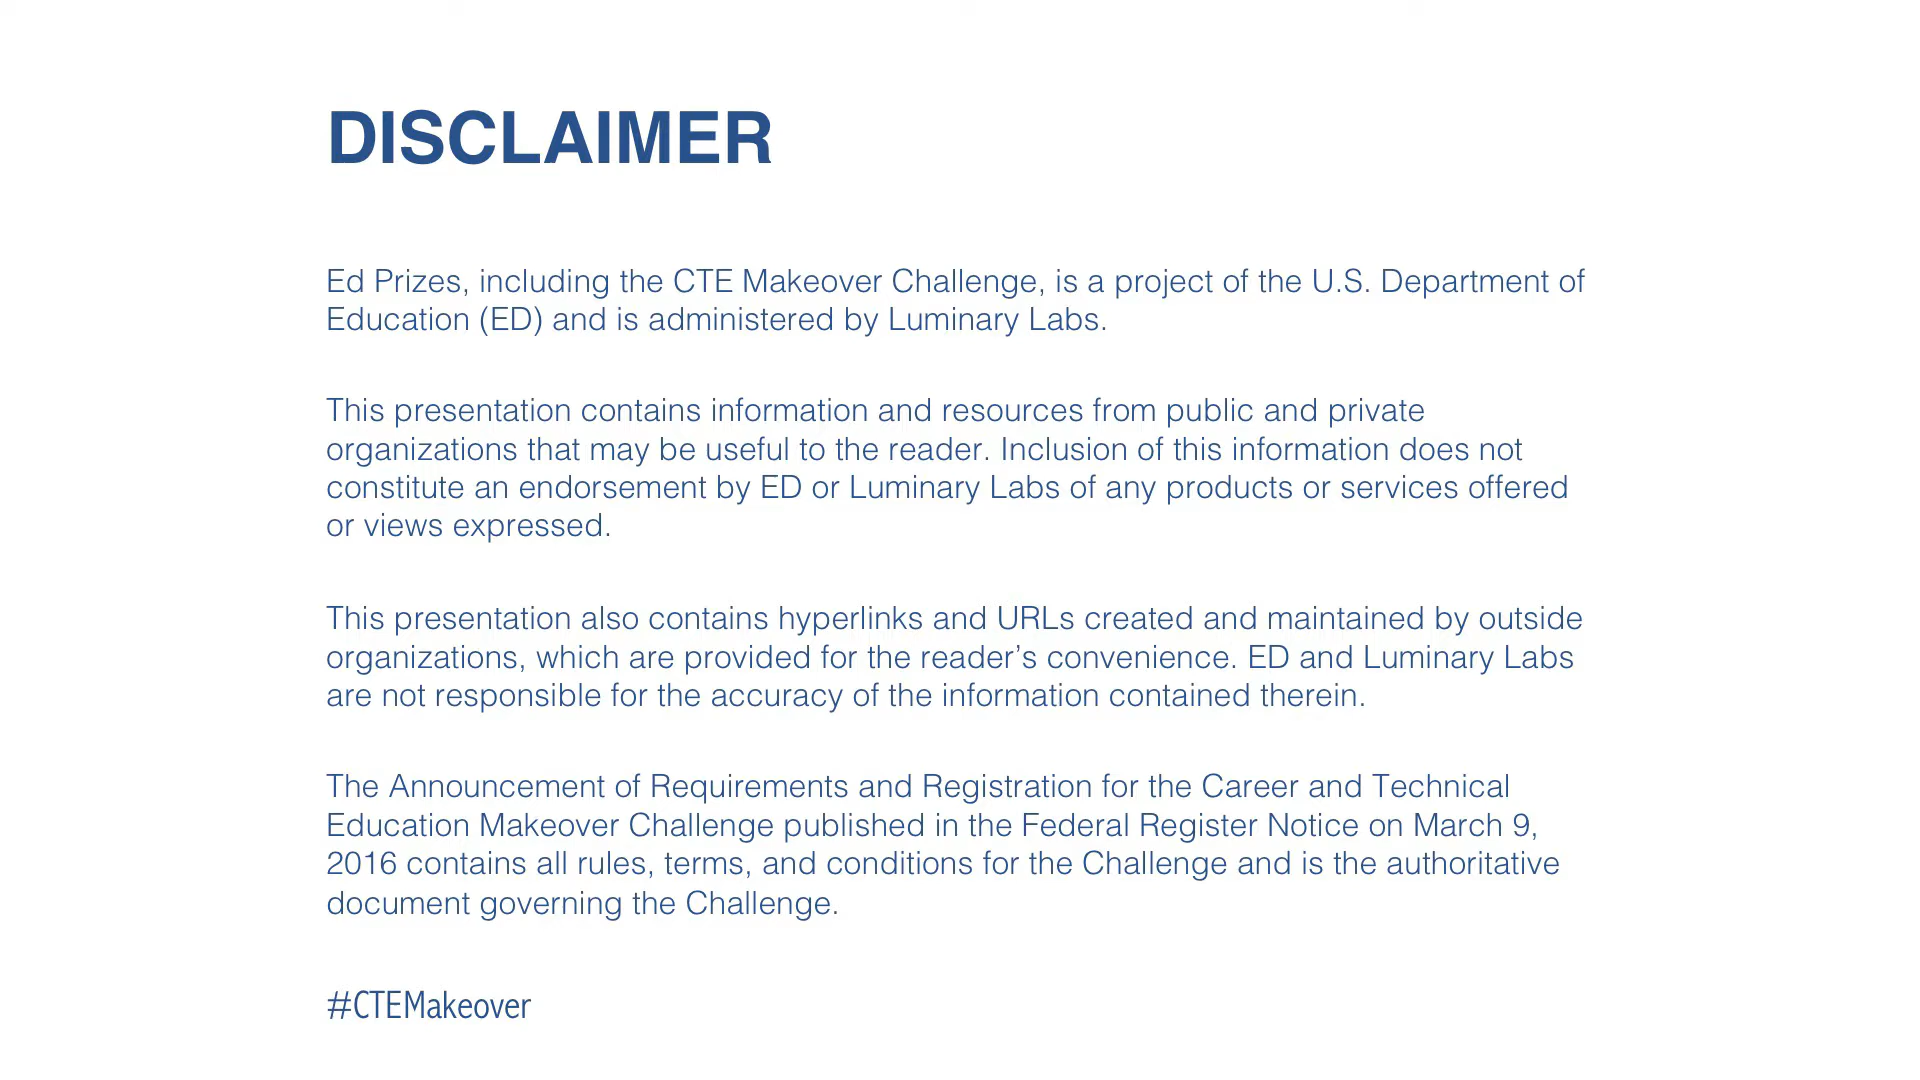 DISCLAIMER
Ed Prizes, including the CTE Makeover Challenge, is a project of the U.S. Department of
Education (ED) and is administered by Luminary Labs.
This presentation contains information and resources from public and private
organizations that may be useful to the reader. Inclusion of this information does not
constitute an endorsement by ED or Luminary Labs of any products or services offered
or views expressed.
This presentation also contains hyperlinks and URLs created and maintained by outside
organizations, which are provided for the reader’s convenience. ED and Luminary Labs
are not responsible for the accuracy of the information contained therein.
The Announcement of Requirements and Registration for the Career and Technical
Education Makeover Challenge published in the Federal Register Notice on March 9,
2016 contains all rules, terms, and conditions for the Challenge and is the authoritative
document governing the Challenge.
#CTEMakeover